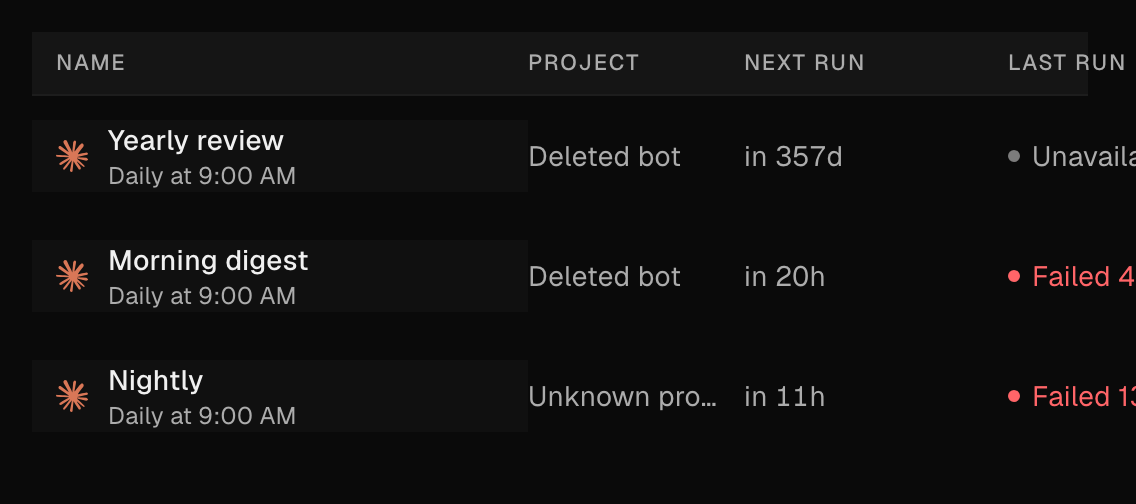 NAME PROJECT NEXT RUN LAST RUN
Yearly review
Daily at 9:00 AM
Deleted bot
in 357d
Morning digest
Daily at 9:00 AM
Deleted bot
in 20h
Failed 4
Nightly
Daily at 9:00 AM
Unknown pro...
in 11h
Failed